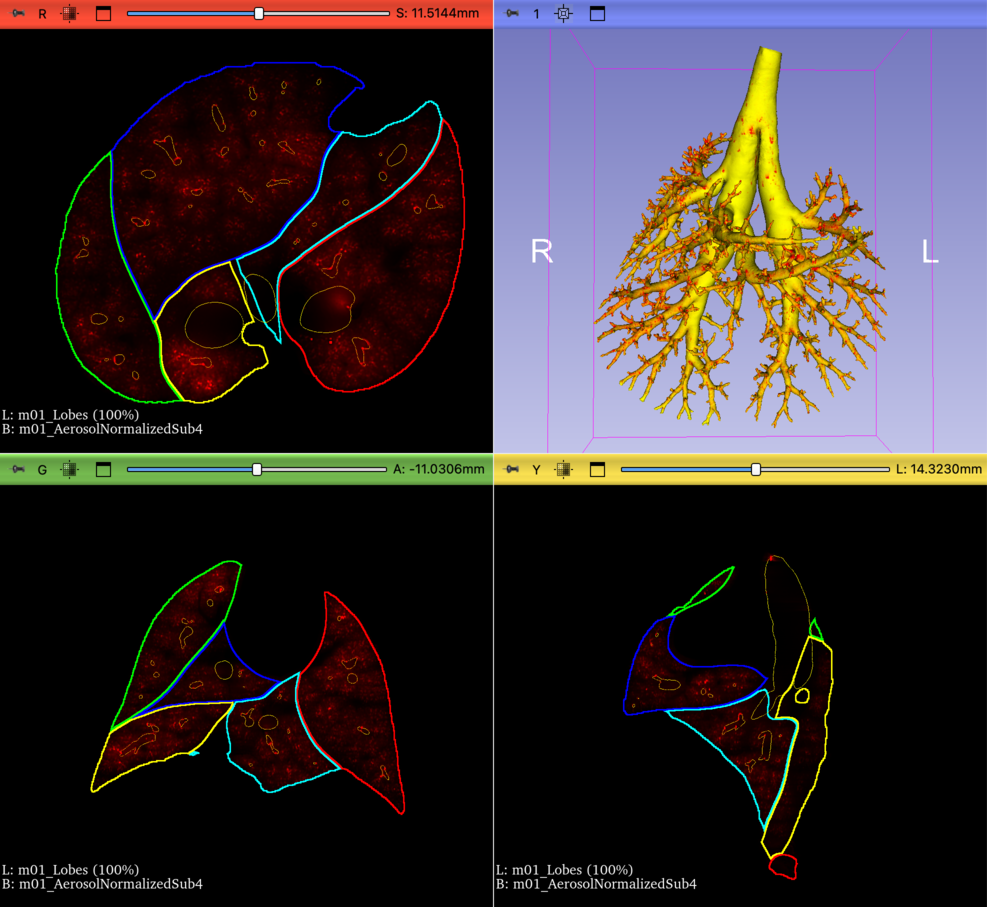 R S: 11.5144mm
1
R L
L: m01_Lobes (100%)
B: m01_AerosolNormalizedSub4
G A: -11.0306mm
Y L: 14.3230mm
L: m01_Lobes (100%)
B: m01_AerosolNormalizedSub4
L: m01_Lobes (100%)
B: m01_AerosolNormalizedSub4